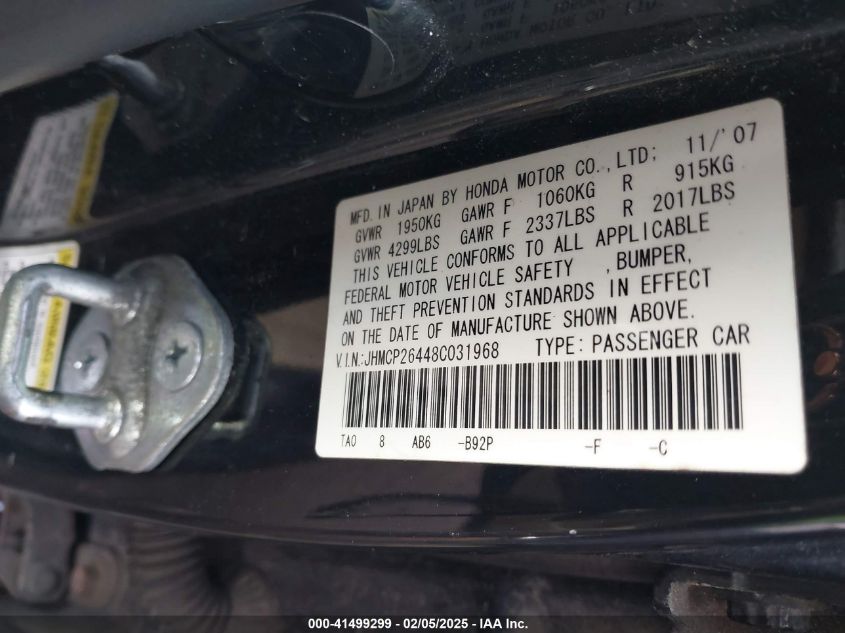 MFD. IN JAPAN BY HONDA MOTOR CO., LTD; 11/'07
GVWR 1950KG GAWR F 1060KG R 915KG
GVWR 4299LBS GAWR F 2337LBS R 2017LBS
THIS VEHICLE CONFORMS TO ALL APPLICABLE
FEDERAL MOTOR VEHICLE SAFETY , BUMPER,
AND THEFT PREVENTION STANDARDS IN EFFECT
ON THE DATE OF MANUFACTURE SHOWN ABOVE.
V.I.N.:JHMCP26448C031968 TYPE: PASSENGER CAR
TA0 8 AB6 -B92P -F -C
000-41499299 - 02/05/2025 - IAA Inc.